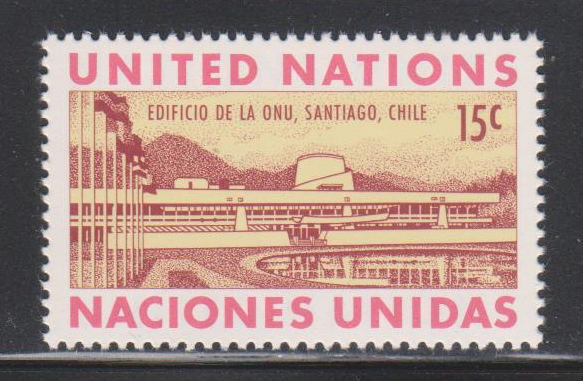 UNITED NATIONS
EDIFICIO DE LA ONU, SANTIAGO, CHILE
15c
NACIONES UNIDAS